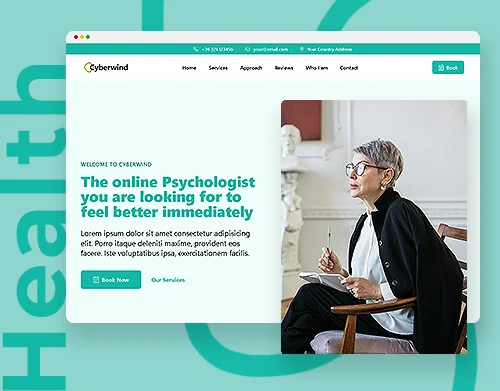 Health
+39 329 123456 your@email.com Your Country Address
Cyberwind Home Services Approach Reviews Who I am Contact Book
WELCOME TO CYBERWIND
The online Psychologist
you are looking for to
feel better immediately
Lorem ipsum dolor sit amet consectetur adipisicing
elit. Porro itaque deleniti maxime, provident eos
facere. Iste voluptatibus ipsa, exercitationem facilis.
Book Now Our Services